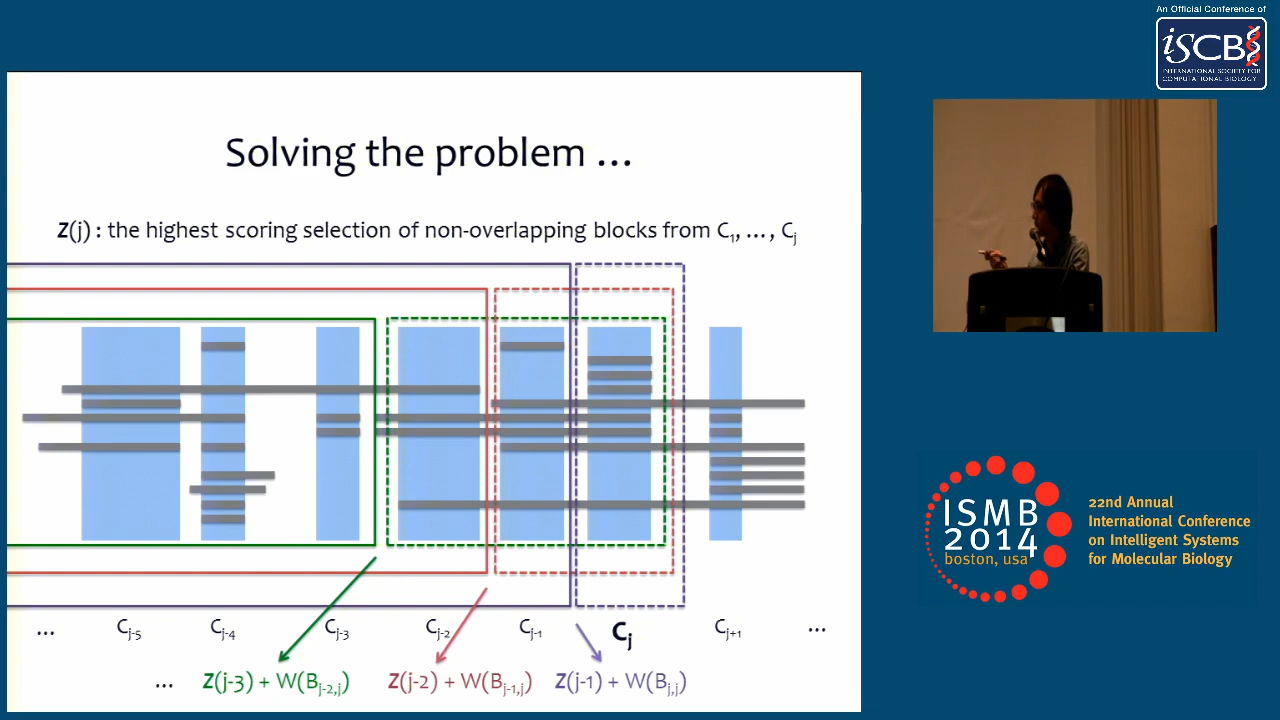 An Official Conference of
iSCB
INTERNATIONAL SOCIETY FOR
COMPUTATIONAL BIOLOGY
Solving the problem …
Z(j) : the highest scoring selection of non-overlapping blocks from C1, …, Cj
… Cj-5 Cj-4 Cj-3 Cj-2 Cj-1 Cj Cj+1 …
… Z(j-3) + W(Bj-2,j) Z(j-2) + W(Bj-1,j) Z(j-1) + W(Bj,j)
ISMB
2014
boston, usa
22nd Annual
International Conference
on Intelligent Systems
for Molecular Biology